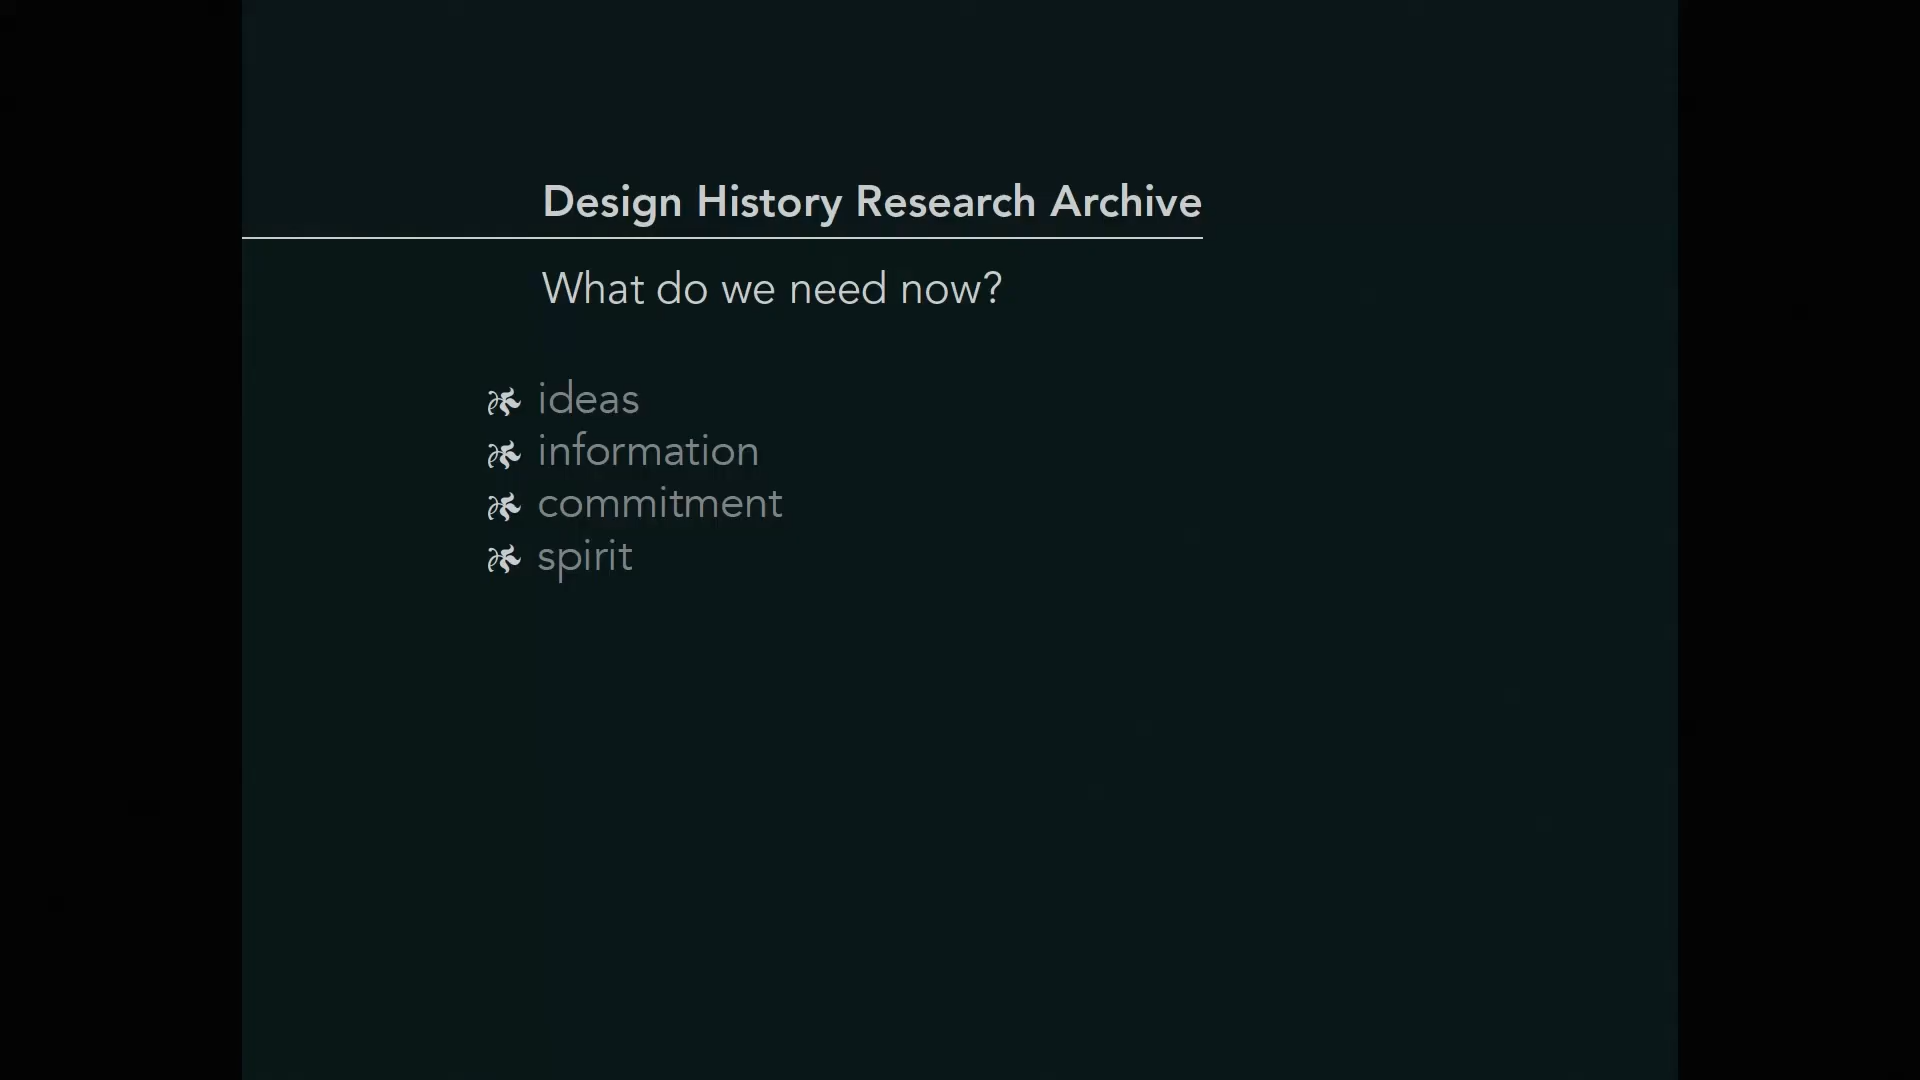 Design History Research Archive
What do we need now?
ideas
information
commitment
spirit